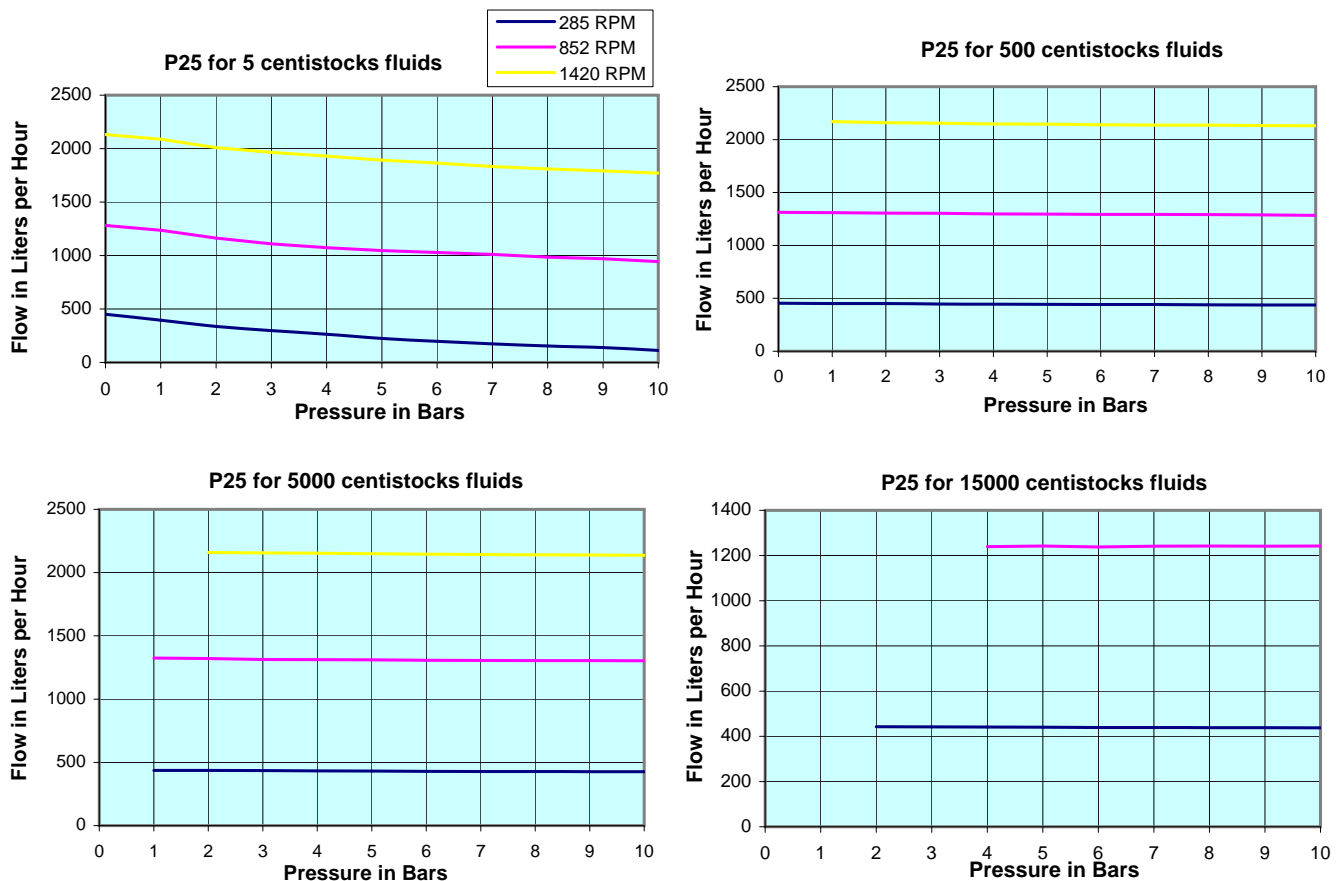 285 RPM
852 RPM
1420 RPM
P25 for 5 centistocks fluids
Flow in Liters per Hour
2500
2000
1500
1000
500
0
0 1 2 3 4 5 6 7 8 9 10
Pressure in Bars
P25 for 500 centistocks fluids
Flow in Liters per Hour
2500
2000
1500
1000
500
0
0 1 2 3 4 5 6 7 8 9 10
Pressure in Bars
P25 for 5000 centistocks fluids
Flow in Liters per Hour
2500
2000
1500
1000
500
0
0 1 2 3 4 5 6 7 8 9 10
Pressure in Bars
P25 for 15000 centistocks fluids
Flow in Liters per Hour
1400
1200
1000
800
600
400
200
0
0 1 2 3 4 5 6 7 8 9 10
Pressure in Bars